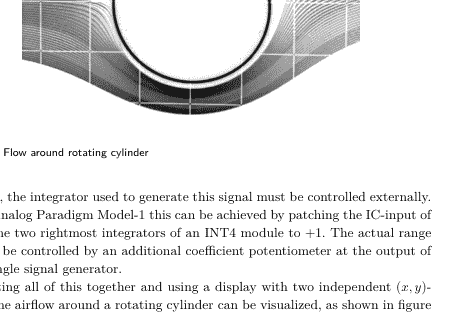 Flow around rotating cylinder
, the integrator used to generate this signal must be controlled externally.
nalog Paradigm Model-1 this can be achieved by patching the IC-input of
ne two rightmost integrators of an INT4 module to +1. The actual range
be controlled by an additional coefficient potentiometer at the output of
gle signal generator.
ing all of this together and using a display with two independent (x, y)-
ne airflow around a rotating cylinder can be visualized, as shown in figure